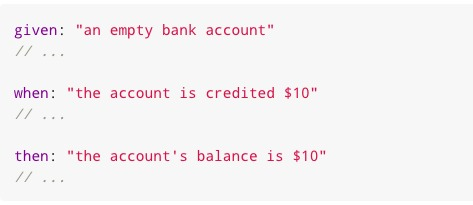 given: "an empty bank account"
// ...
when: "the account is credited $10"
// ...
then: "the account's balance is $10"
// ...